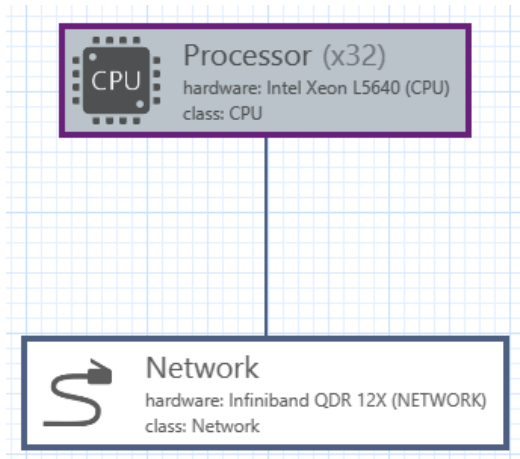 CPU
Processor (x32)
hardware: Intel Xeon L5640 (CPU)
class: CPU
Network
hardware: Infiniband QDR 12X (NETWORK)
class: Network